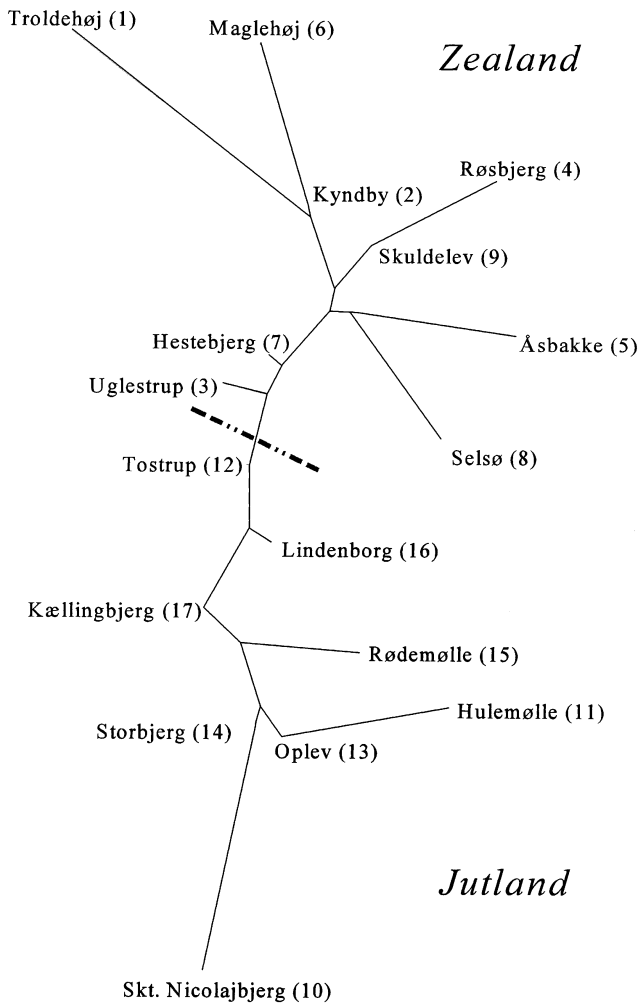 Troldehøj (1)
Maglehøj (6)
Zealand
Røsbjerg (4)
Kyndby (2)
Skuldelev (9)
Hestebjerg (7)
Åsbakke (5)
Uglestrup (3)
Selsø (8)
Tostrup (12)
Lindenborg (16)
Kællingbjerg (17)
Rødemølle (15)
Hulemølle (11)
Storbjerg (14)
Oplev (13)
Jutland
Skt. Nicolajbjerg (10)